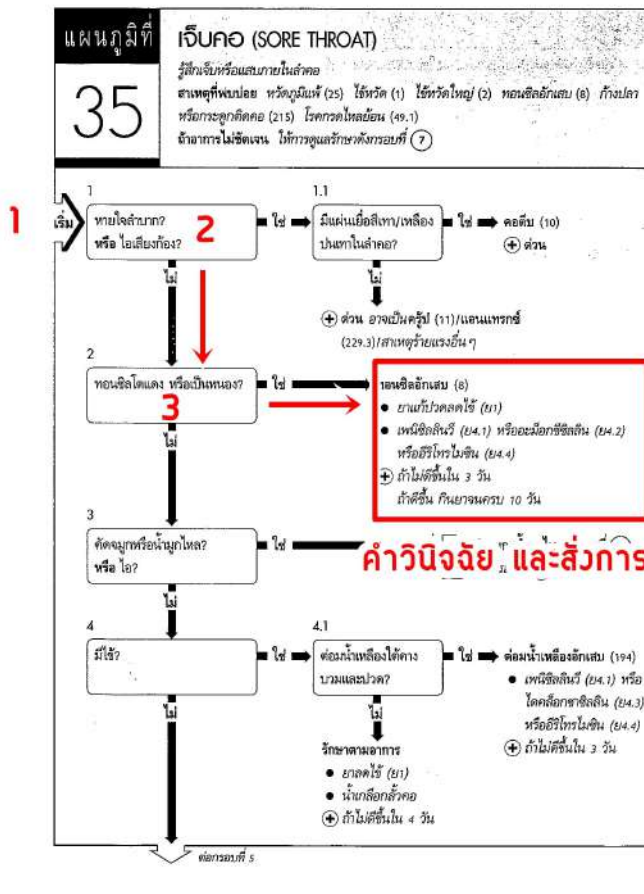 แผนภูมิที่
35
เจ็บคอ (SORE THROAT)
รู้สึกเจ็บหรือแสบภายในลำคอ
สาเหตุที่พบบ่อย หวัดภูมิแพ้ (25) ไข้หวัด (1) ไข้หวัดใหญ่ (2) ทอนซิลอักเสบ (8) ก้างปลา
หรือกระดูกติดคอ (215) โรคกรดไหลย้อน (49.1)
ถ้าอาการไม่ชัดเจน ให้การดูแลรักษาดังกรอบที่ 7
1
เริ่ม
1
หายใจลำบาก?
หรือ ไอเสียงก้อง?
2
ใช่
1.1
มีแผ่นเยื่อสีเทา/เหลือง
ปนเทาในลำคอ?
ใช่
คอตีบ (10)
+ ด่วน
ไม่
ไม่
+ ด่วน อาจเป็นครู้ป (11)/แอนแทรกซ์
(229.3)/สาเหตุร้ายแรงอื่น ๆ
2
ทอนซิลโตแดง หรือเป็นหนอง?
3
ใช่
ทอนซิลอักเสบ (8)
• ยาแก้ปวดลดไข้ (ย1)
• เพนิซิลลินวี (ย4.1) หรืออะม็อกซีซิลลิน (ย4.2)
หรืออีริโทรไมซิน (ย4.4)
+ ถ้าไม่ดีขึ้นใน 3 วัน
ถ้าดีขึ้น กินยาจนครบ 10 วัน
ไม่
3
คัดจมูกหรือน้ำมูกไหล?
หรือ ไอ?
ใช่
คำวินิจฉัย และสั่งการ
ไม่
4
มีไข้?
ใช่
4.1
ต่อมน้ำเหลืองใต้คาง
บวมและปวด?
ใช่
ต่อมน้ำเหลืองอักเสบ (194)
• เพนิซิลลินวี (ย4.1) หรือ
ไดคล็อกซาซิลลิน (ย4.3)
หรืออีริโทรไมซิน (ย4.4)
+ ถ้าไม่ดีขึ้นใน 3 วัน
ไม่
ไม่
รักษาตามอาการ
• ยาลดไข้ (ย1)
• น้ำเกลือกลั้วคอ
+ ถ้าไม่ดีขึ้นใน 4 วัน
ต่อกรอบที่ 5